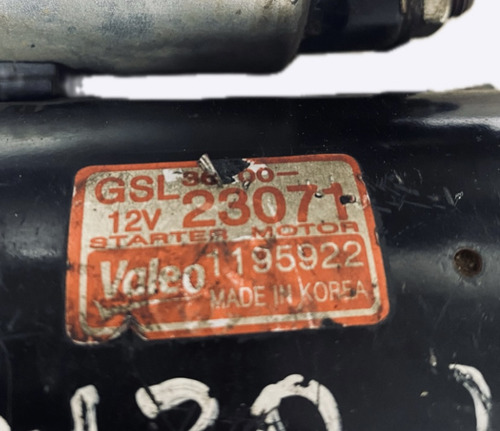 GSL 36100-
12V 23071
STARTER MOTOR
Valeo 1195922
MADE IN KOREA